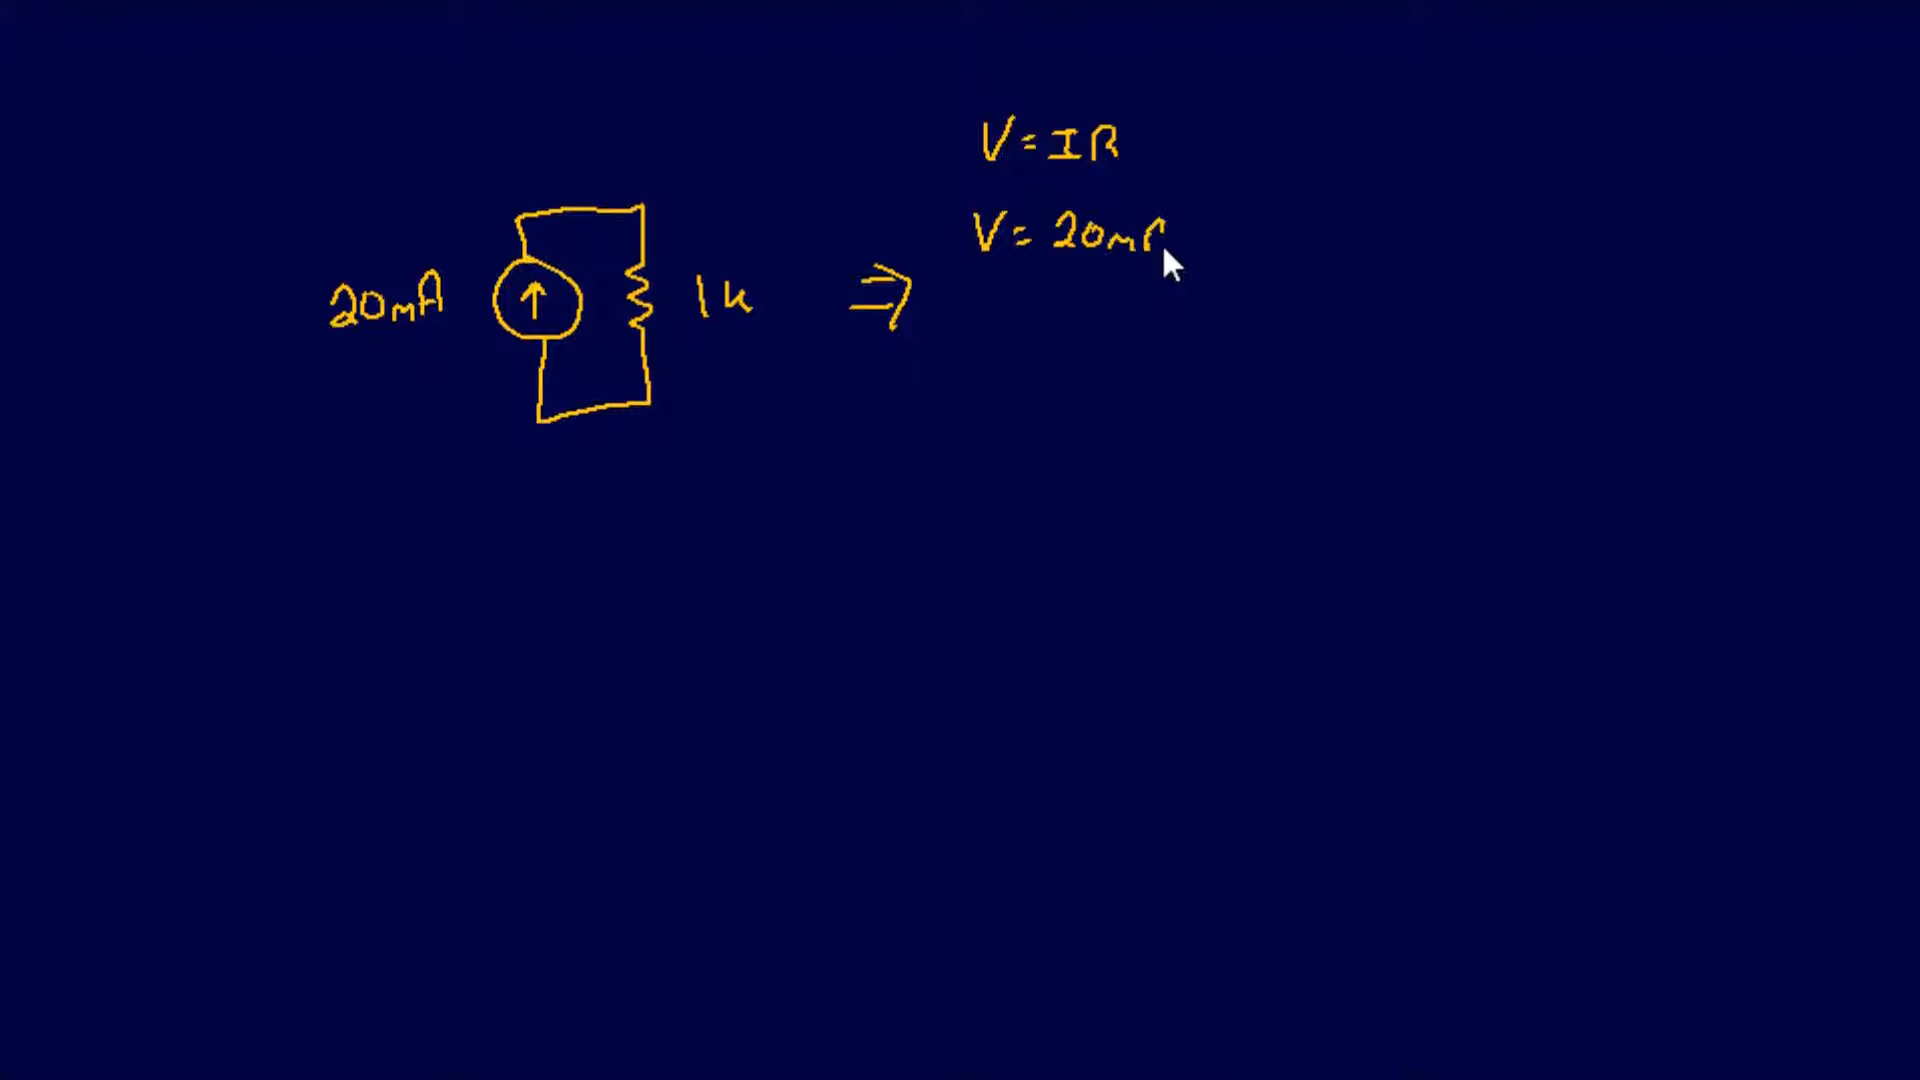 V = IR
V = 20m
20mA 1k ⇒